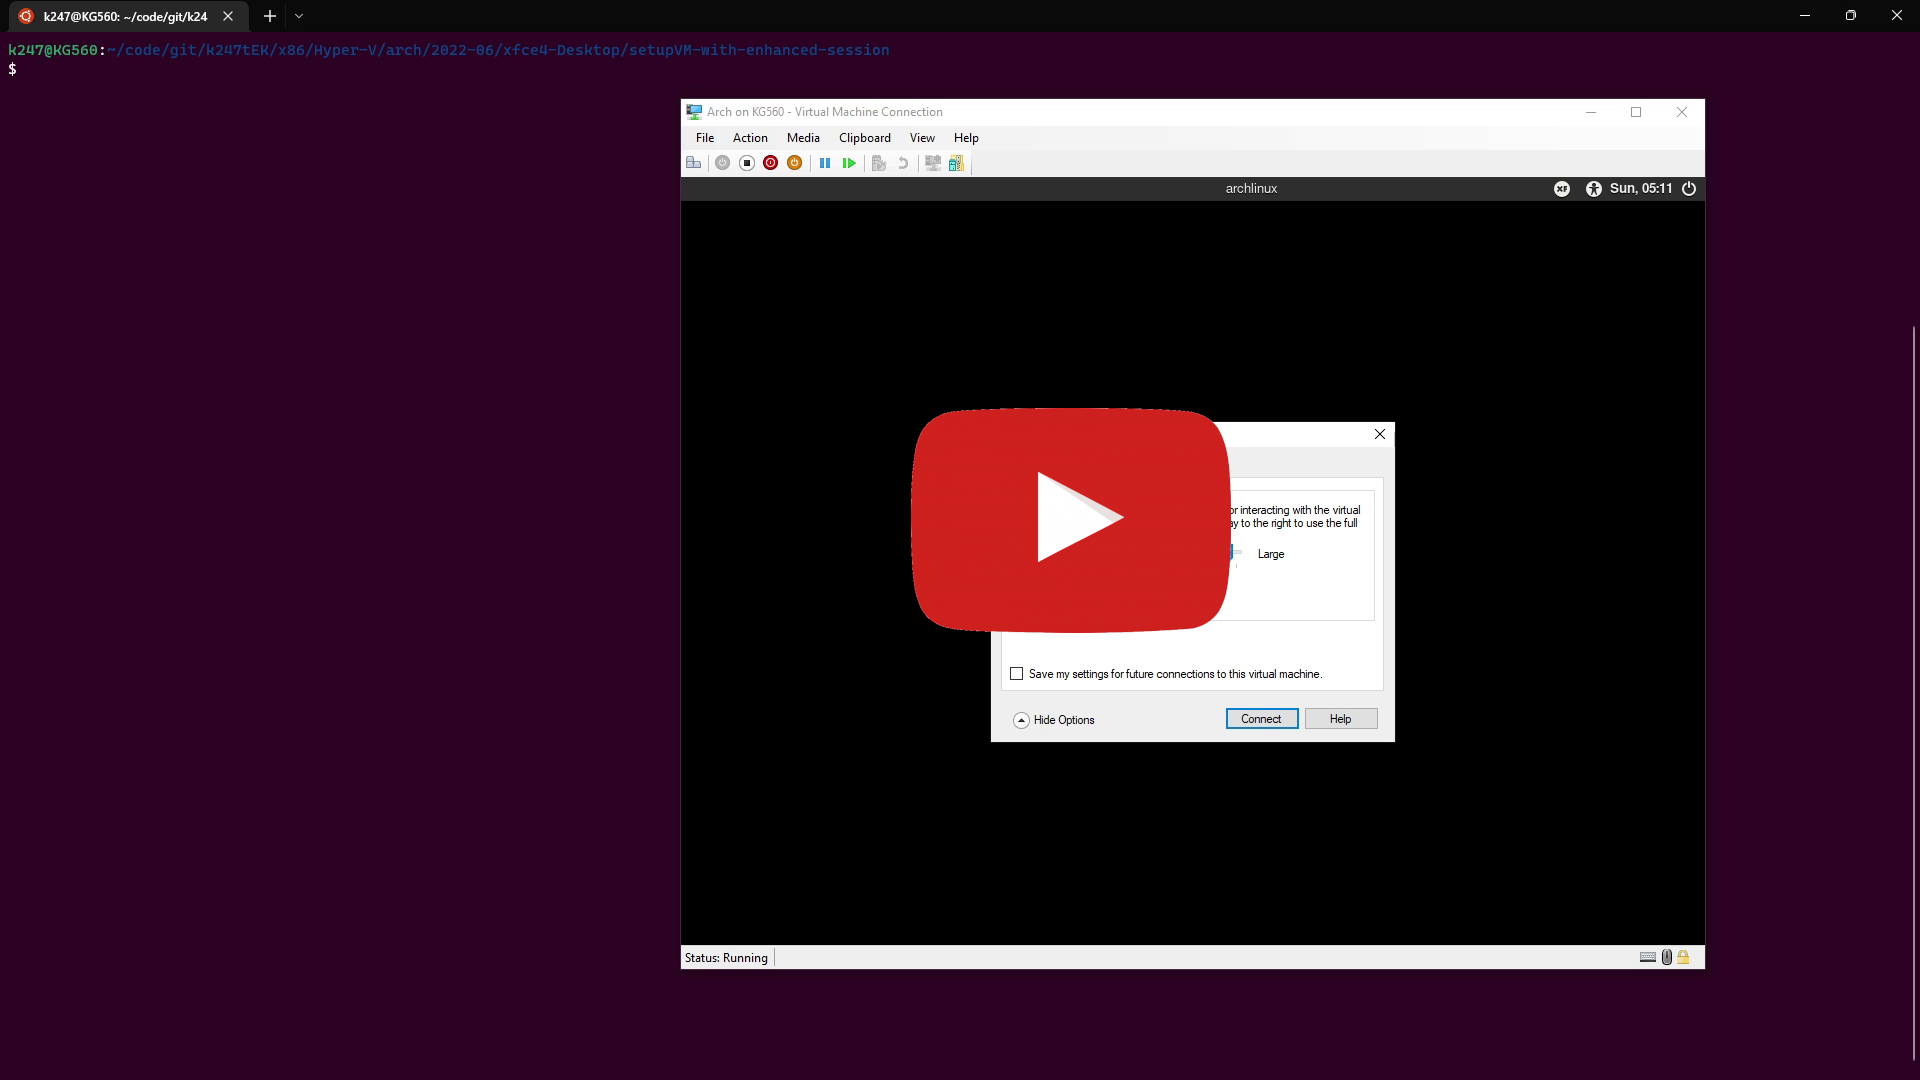 k247@KG560: ~/code/git/k24
k247@KG560:~/code/git/k247tEK/x86/Hyper-V/arch/2022-06/xfce4-Desktop/setupVM-with-enhanced-session
$
Arch on KG560 - Virtual Machine Connection
File Action Media Clipboard View Help
archlinux
Sun, 05:11
or interacting with the virtual
ay to the right to use the full
Large
Save my settings for future connections to this virtual machine.
Hide Options
Connect
Help
Status: Running